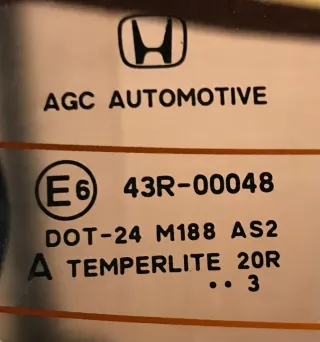 AGC AUTOMOTIVE
E6 43R-00048
DOT-24 M188 AS2
A TEMPERLITE 20R
•• 3